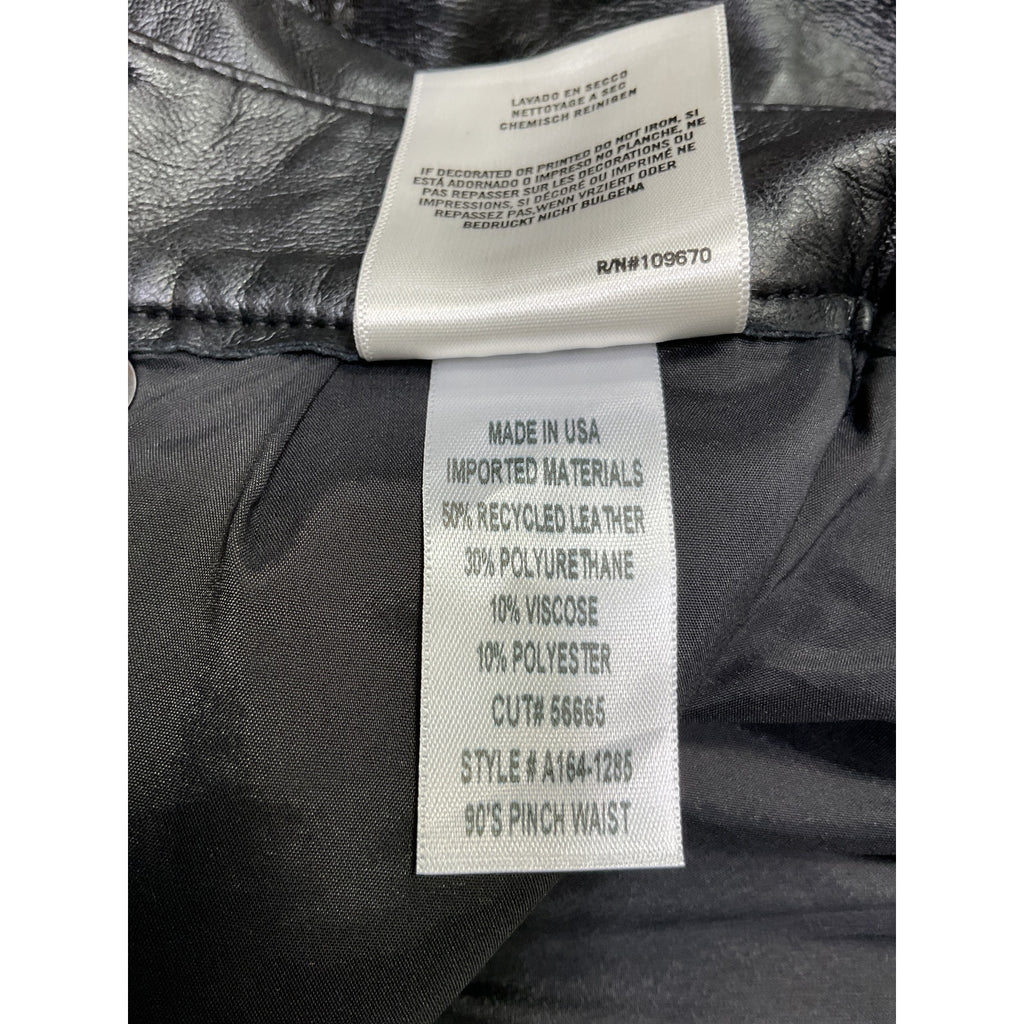 LAVADO EN SECCO
NETTOYAGE A SEC
CHEMISCH REINIGEN
IF DECORATED OR PRINTED DO NOT IRON, SI
ESTÁ ADORNADO O IMPRESO NO PLANCHE, NE
PAS REPASSER SUR LES DECORATIONS OU
IMPRESSIONS, SI DÉCORÉ OU IMPRIMÉ NE
REPASSEZ PAS,WENN VRZIERT ODER
BEDRUCKT NICHT BULGENA
R/N#109670
MADE IN USA
IMPORTED MATERIALS
50% RECYCLED LEATHER
30% POLYURETHANE
10% VISCOSE
10% POLYESTER
CUT# 56665
STYLE # A164-1285
90'S PINCH WAIST